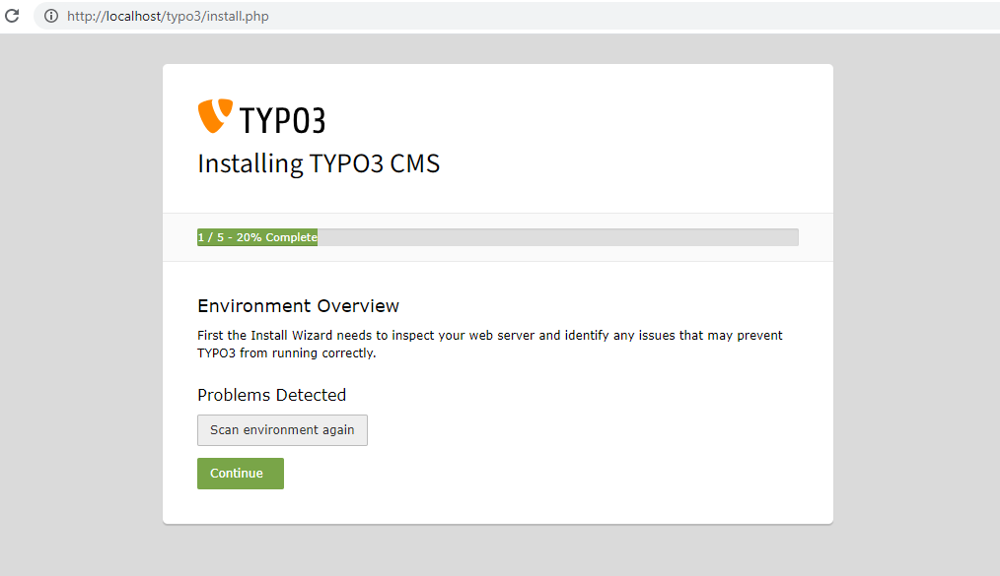 http://localhost/typo3/install.php
TYPO3
Installing TYPO3 CMS
1 / 5 - 20% Complete
Environment Overview
First the Install Wizard needs to inspect your web server and identify any issues that may prevent
TYPO3 from running correctly.
Problems Detected
Scan environment again
Continue